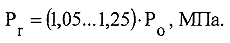 Pг = (1,05...1,25)·Pо, МПа.